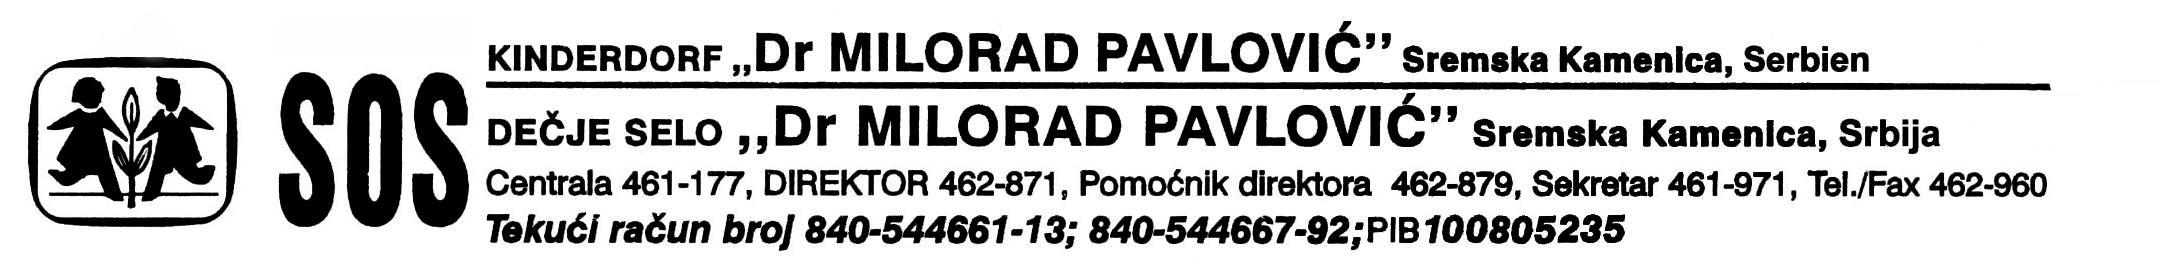 SOS
KINDERDORF „Dr MILORAD PAVLOVIĆ” Sremska Kamenica, Serbien
DEČJE SELO ,,Dr MILORAD PAVLOVIĆ” Sremska Kamenica, Srbija
Centrala 461-177, DIREKTOR 462-871, Pomoćnik direktora 462-879, Sekretar 461-971, Tel./Fax 462-960
Tekući račun broj 840-544661-13; 840-544667-92; PIB 100805235